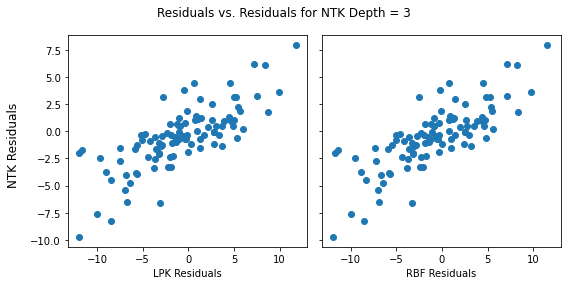 Residuals vs. Residuals for NTK Depth = 3
NTK Residuals
7.5
5.0
2.5
0.0
−2.5
−5.0
−7.5
−10.0
−10 −5 0 5 10
LPK Residuals
−10 −5 0 5 10
RBF Residuals